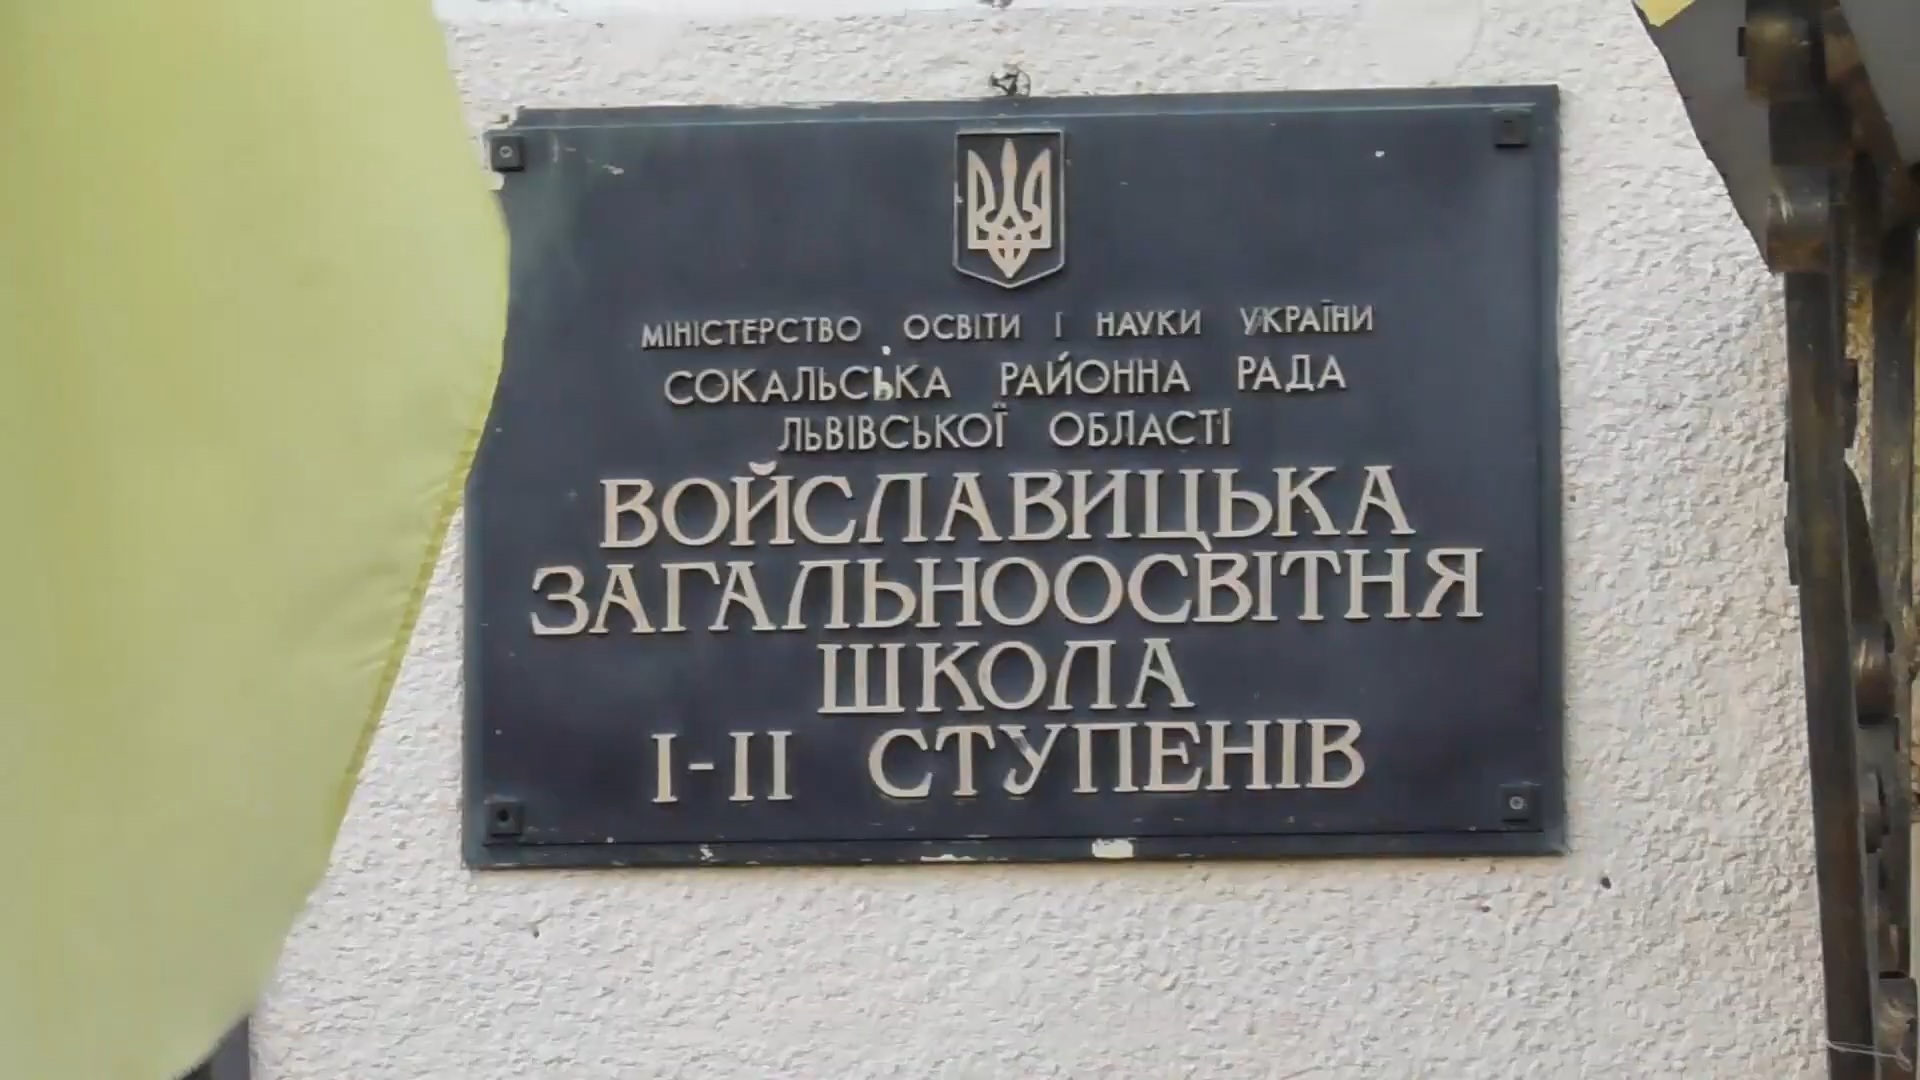 МІНІСТЕРСТВО ОСВІТИ І НАУКИ УКРАЇНИ
СОКАЛЬСЬКА РАЙОННА РАДА
ЛЬВІВСЬКОЇ ОБЛАСТІ
ВОЙСЛАВИЦЬКА
ЗАГАЛЬНООСВІТНЯ
ШКОЛА
І-ІІ СТУПЕНІВ